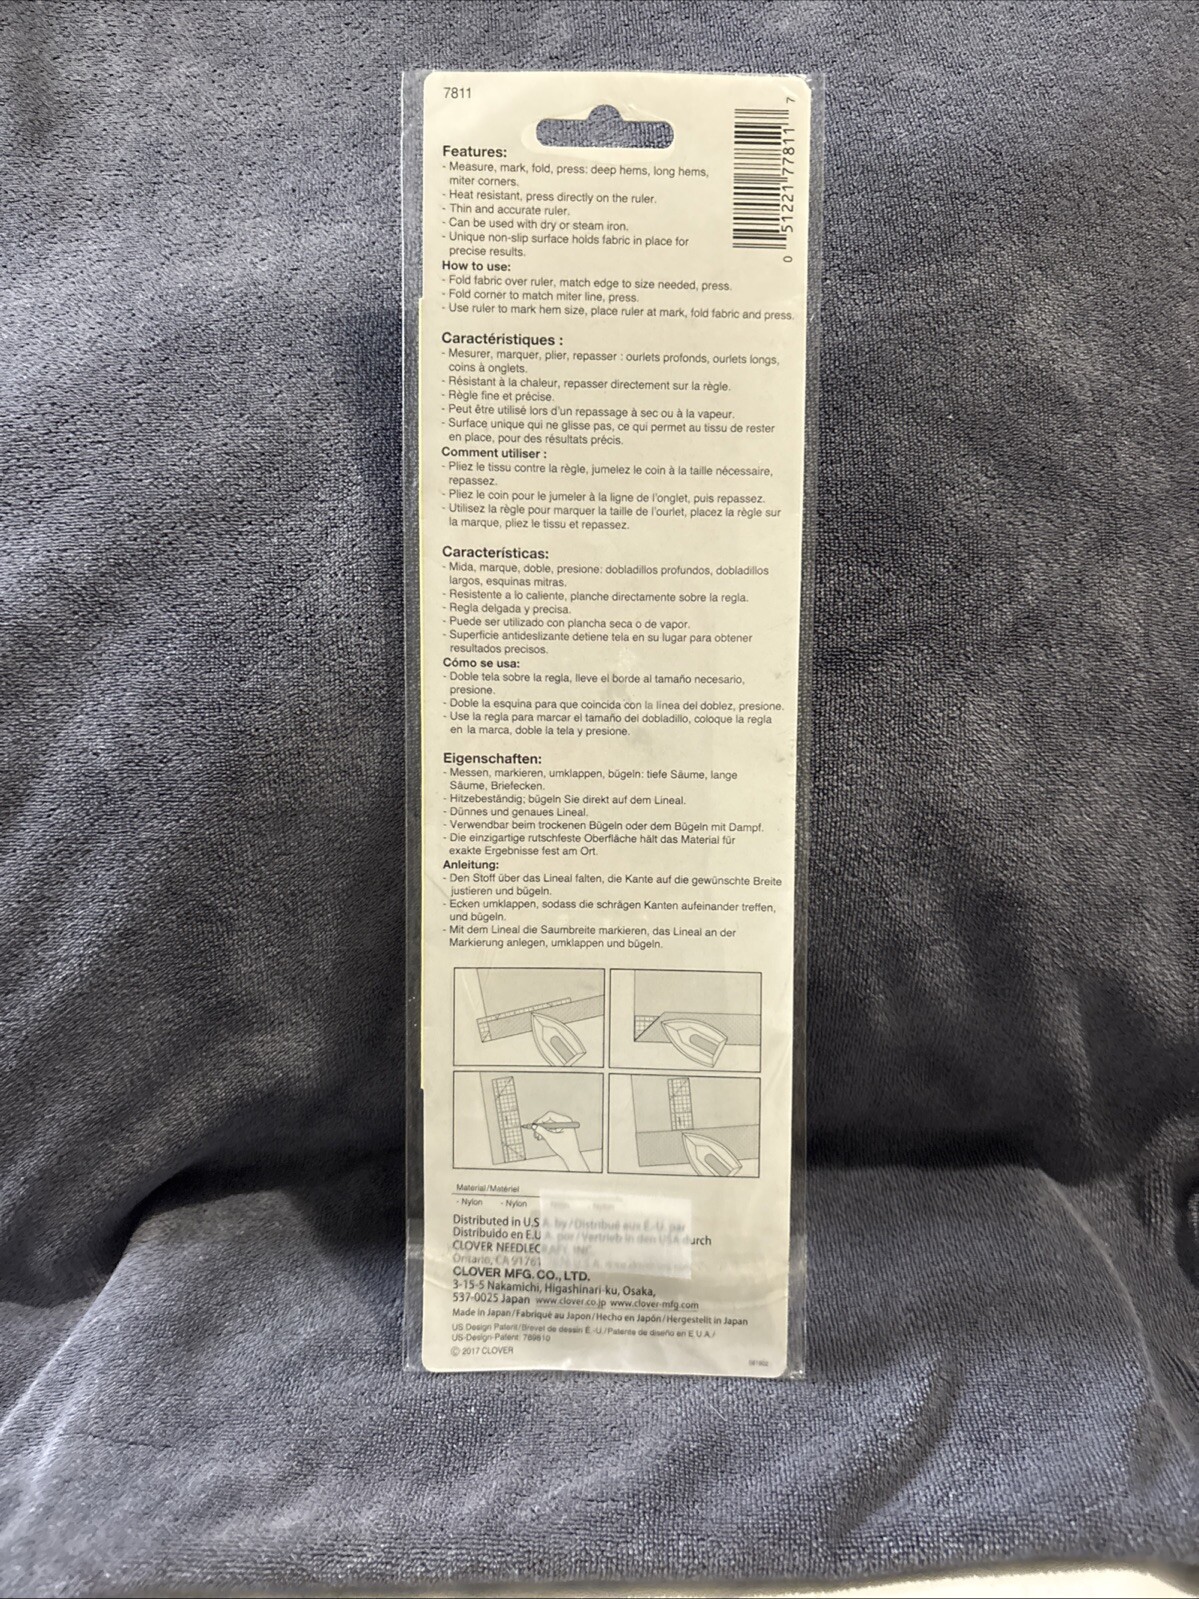 7811
0 51221 77811 7
Features:
- Measure, mark, fold, press: deep hems, long hems,
miter corners.
- Heat resistant, press directly on the ruler.
- Thin and accurate ruler.
- Can be used with dry or steam iron.
- Unique non-slip surface holds fabric in place for
precise results.
How to use:
- Fold fabric over ruler, match edge to size needed, press.
- Fold corner to match miter line, press.
- Use ruler to mark hem size, place ruler at mark, fold fabric and press.
Caractéristiques :
- Mesurer, marquer, plier, repasser : ourlets profonds, ourlets longs,
coins à onglets.
- Résistant à la chaleur, repasser directement sur la règle.
- Règle fine et précise.
- Peut être utilisé lors d'un repassage à sec ou à la vapeur.
- Surface unique qui ne glisse pas, ce qui permet au tissu de rester
en place, pour des résultats précis.
Comment utiliser :
- Pliez le tissu contre la règle, jumelez le coin à la taille nécessaire,
repassez.
- Pliez le coin pour le jumeler à la ligne de l'onglet, puis repassez.
- Utilisez la règle pour marquer la taille de l'ourlet, placez la règle sur
la marque, pliez le tissu et repassez.
Características:
- Mida, marque, doble, presione: dobladillos profundos, dobladillos
largos, esquinas mitras.
- Resistente a lo caliente, planche directamente sobre la regla.
- Regla delgada y precisa.
- Puede ser utilizado con plancha seca o de vapor.
- Superficie antideslizante detiene tela en su lugar para obtener
resultados precisos.
Cómo se usa:
- Doble tela sobre la regla, lleve el borde al tamaño necesario,
presione.
- Doble la esquina para que coincida con la línea del doblez, presione.
- Use la regla para marcar el tamaño del dobladillo, coloque la regla
en la marca, doble la tela y presione.
Eigenschaften:
- Messen, markieren, umklappen, bügeln: tiefe Säume, lange
Säume, Briefecken.
- Hitzebeständig; bügeln Sie direkt auf dem Lineal.
- Dünnes und genaues Lineal.
- Verwendbar beim trockenen Bügeln oder dem Bügeln mit Dampf.
- Die einzigartige rutschfeste Oberfläche hält das Material für
exakte Ergebnisse fest am Ort.
Anleitung:
- Den Stoff über das Lineal falten, die Kante auf die gewünschte Breite
justieren und bügeln.
- Ecken umklappen, sodass die schrägen Kanten aufeinander treffen,
und bügeln.
- Mit dem Lineal die Saumbreite markieren, das Lineal an der
Markierung anlegen, umklappen und bügeln.
Material/Matériel
- Nylon - Nylon
Distributed in U.S.A. by/Distribué aux É.-U. par
Distribuido en E.U.A. por/Vertrieb in den USA durch
CLOVER NEEDLECRAFT, INC.
Ontario, CA 91761
CLOVER MFG. CO., LTD.
3-15-5 Nakamichi, Higashinari-ku, Osaka,
537-0025 Japan www.clover.co.jp www.clover-mfg.com
Made in Japan/Fabriqué au Japon/Hecho en Japón/Hergestellt in Japan
US Design Patent/Brevet de dessin É.-U./Patente de diseño en E.U.A./
US-Design-Patent: 789810
© 2017 CLOVER